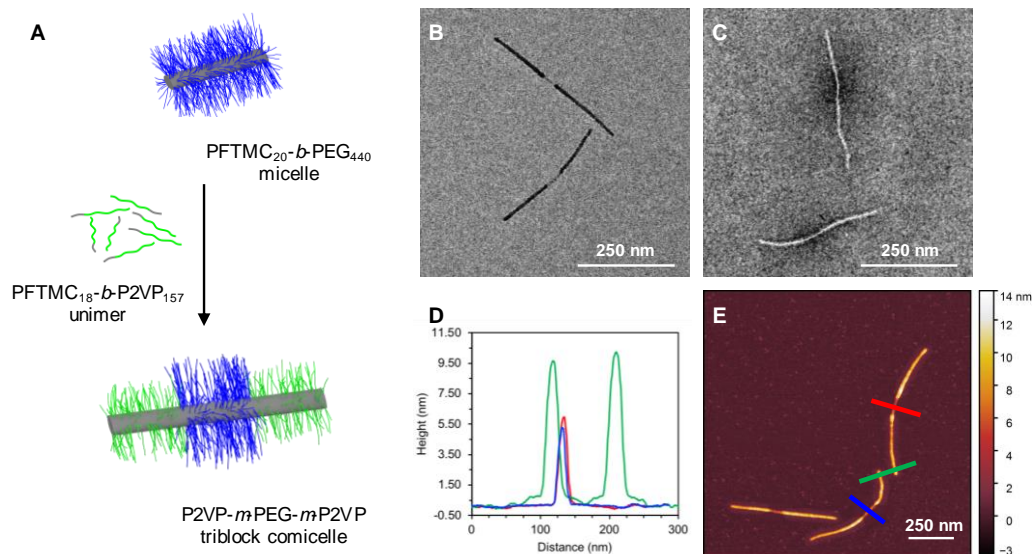 A
PFTMC₂₀-b-PEG₄₄₀
micelle
PFTMC₁₈-b-P2VP₁₅₇
unimer
P2VP-m-PEG-m-P2VP
triblock comicelle
B
250 nm
C
250 nm
D
Height (nm)
11.50
9.50
7.50
5.50
3.50
1.50
-0.50
0
100
200
300
Distance (nm)
E
250 nm
14 nm
12
10
8
6
4
2
0
−3